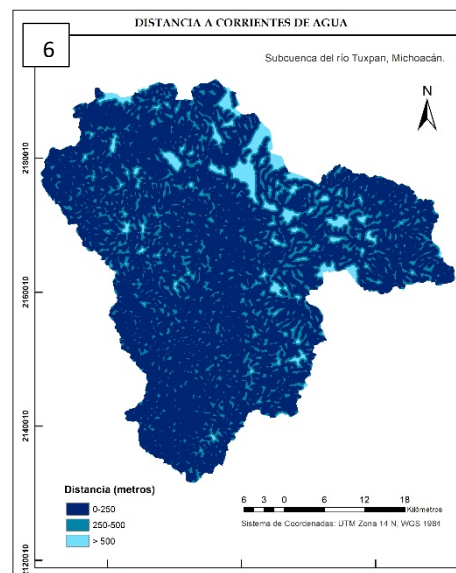 DISTANCIA A CORRIENTES DE AGUA
6
Subcuenca del río Tuxpan, Michoacán.
N
2180010
2160010
2140010
2120010
Distancia (metros)
0-250
250-500
> 500
6 3 0 6 12 18
Kilómetros
Sistema de Coordenadas: UTM Zona 14 N, WGS 1984